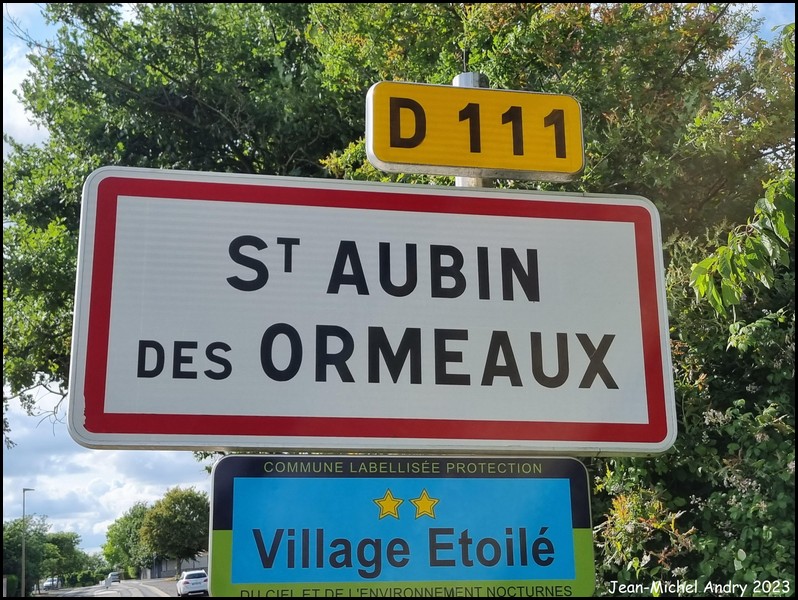 D 111
ST AUBIN
DES ORMEAUX
COMMUNE LABELLISÉE PROTECTION
Village Etoilé
DU CIEL ET DE L'ENVIRONNEMENT NOCTURNES
Jean-Michel Andry 2023